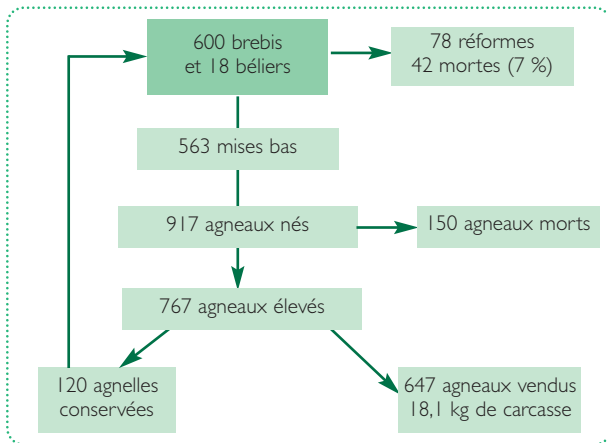 600 brebis
et 18 béliers
78 réformes
42 mortes (7 %)
563 mises bas
917 agneaux nés
150 agneaux morts
767 agneaux élevés
120 agnelles
conservées
647 agneaux vendus
18,1 kg de carcasse